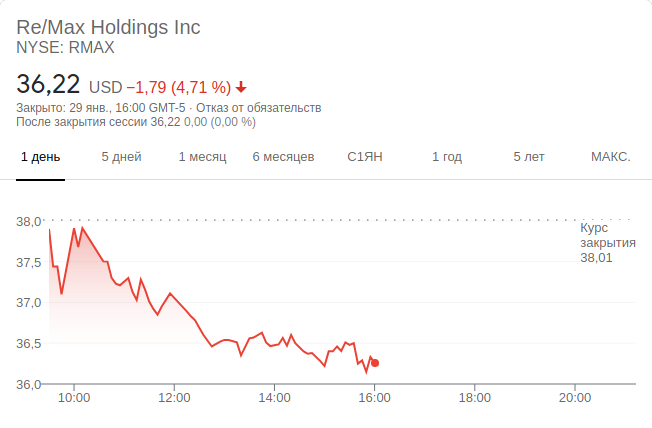 Re/Max Holdings Inc
NYSE: RMAX
36,22 USD −1,79 (4,71 %)
Закрыто: 29 янв., 16:00 GMT-5 · Отказ от обязательств
После закрытия сессии 36,22 0,00 (0,00 %)
1 день 5 дней 1 месяц 6 месяцев С1ЯН 1 год 5 лет МАКС.
38,0
Курс
закрытия
38,01
37,5
37,0
36,5
36,0
10:00 12:00 14:00 16:00 18:00 20:00